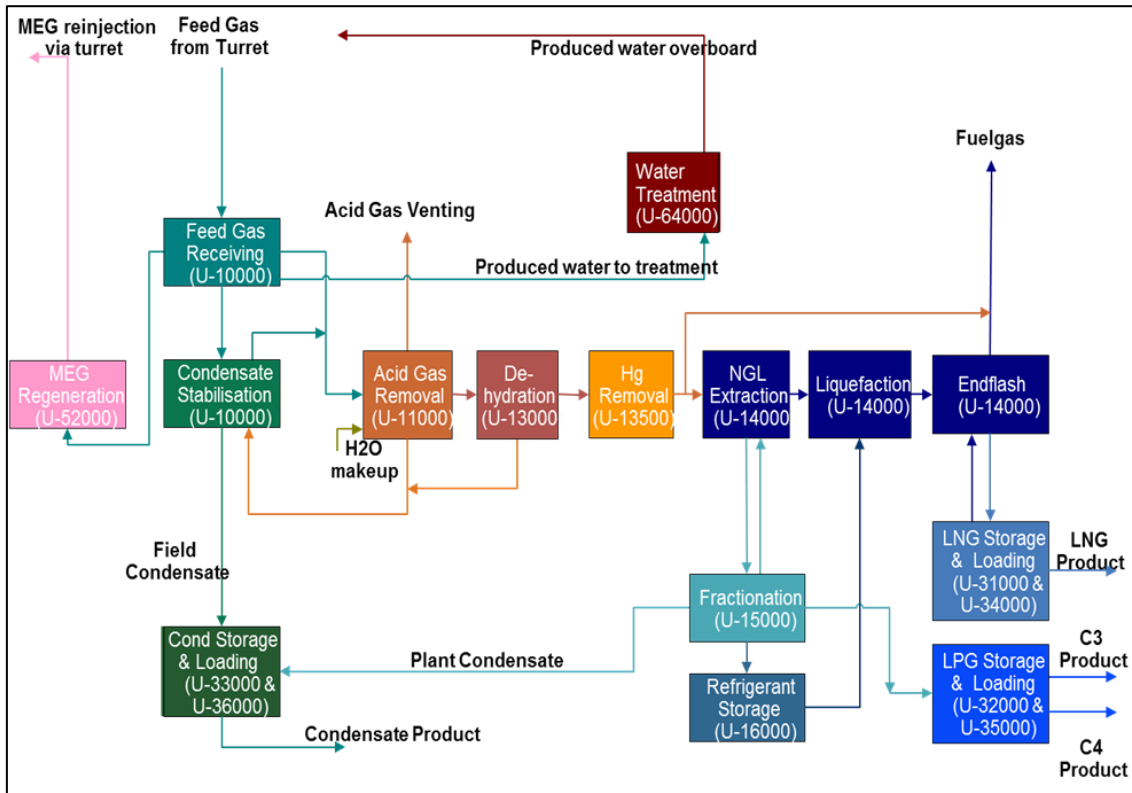 MEG reinjection
via turret
Feed Gas
from Turret
Produced water overboard
Fuelgas
Water
Treatment
(U-64000)
Acid Gas Venting
Feed Gas
Receiving
(U-10000)
Produced water to treatment
MEG
Regeneration
(U-52000)
Condensate
Stabilisation
(U-10000)
Acid Gas
Removal
(U-11000)
De-
hydration
(U-13000
Hg
Removal
(U-13500)
NGL
Extraction
(U-14000
Liquefaction
(U-14000)
Endflash
(U-14000)
H2O
makeup
Field
Condensate
LNG Storage
& Loading
(U-31000 &
U-34000)
LNG
Product
Fractionation
(U-15000)
Cond Storage
& Loading
(U-33000 &
U-36000)
Plant Condensate
Refrigerant
Storage
(U-16000)
LPG Storage
& Loading
(U-32000 &
U-35000)
C3
Product
Condensate Product
C4
Product